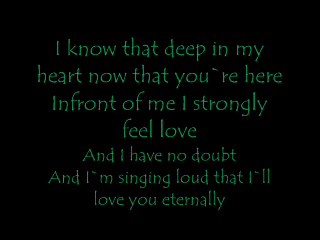 I know that deep in my
heart now that you`re here
Infront of me I strongly
feel love
And I have no doubt
And I`m singing loud that I`ll
love you eternally